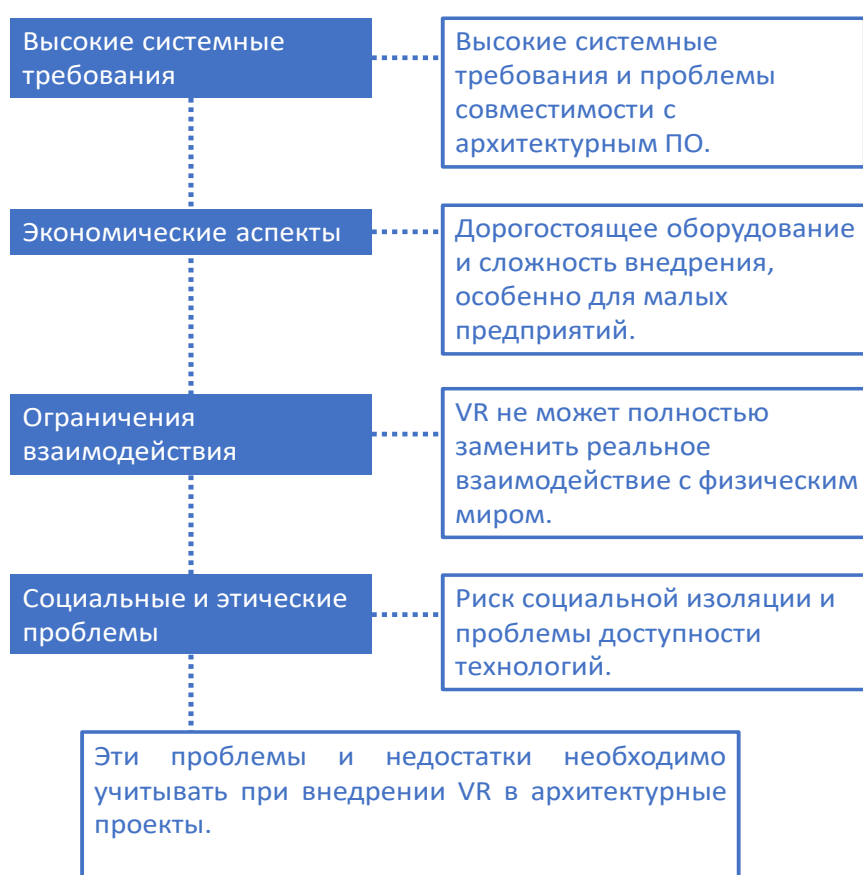 Высокие системные
требования
Высокие системные
требования и проблемы
совместимости с
архитектурным ПО.
Экономические аспекты
Дорогостоящее оборудование
и сложность внедрения,
особенно для малых
предприятий.
Ограничения
взаимодействия
VR не может полностью
заменить реальное
взаимодействие с физическим
миром.
Социальные и этические
проблемы
Риск социальной изоляции и
проблемы доступности
технологий.
Эти проблемы и недостатки необходимо
учитывать при внедрении VR в архитектурные
проекты.